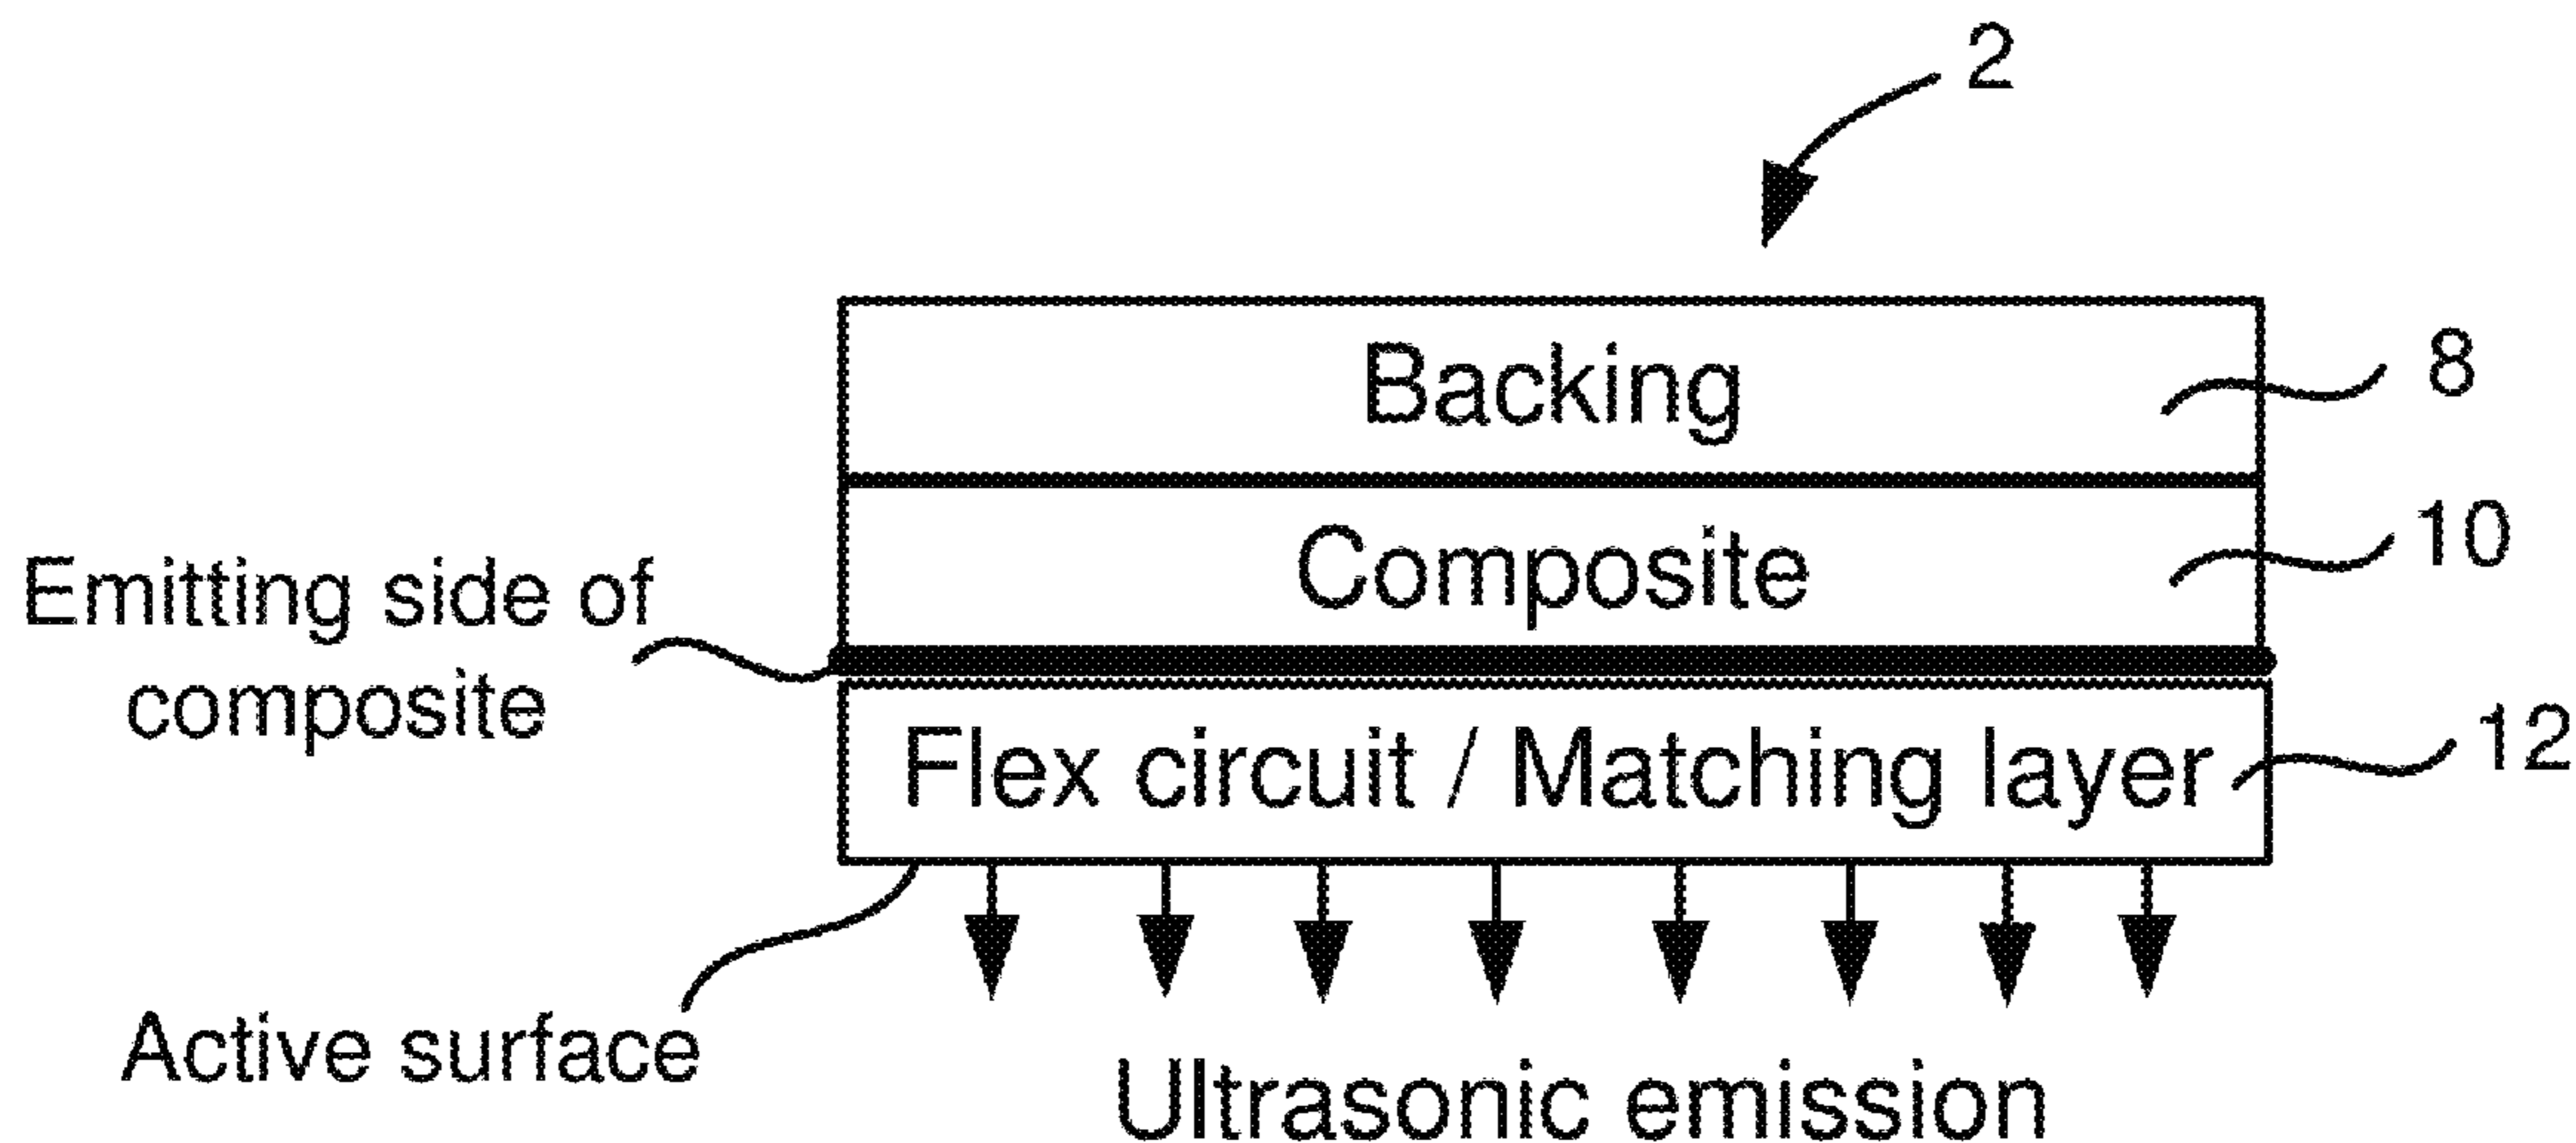 2
Backing
8
Composite
10
Emitting side of
composite
Flex circuit / Matching layer
12
Active surface
Ultrasonic emission